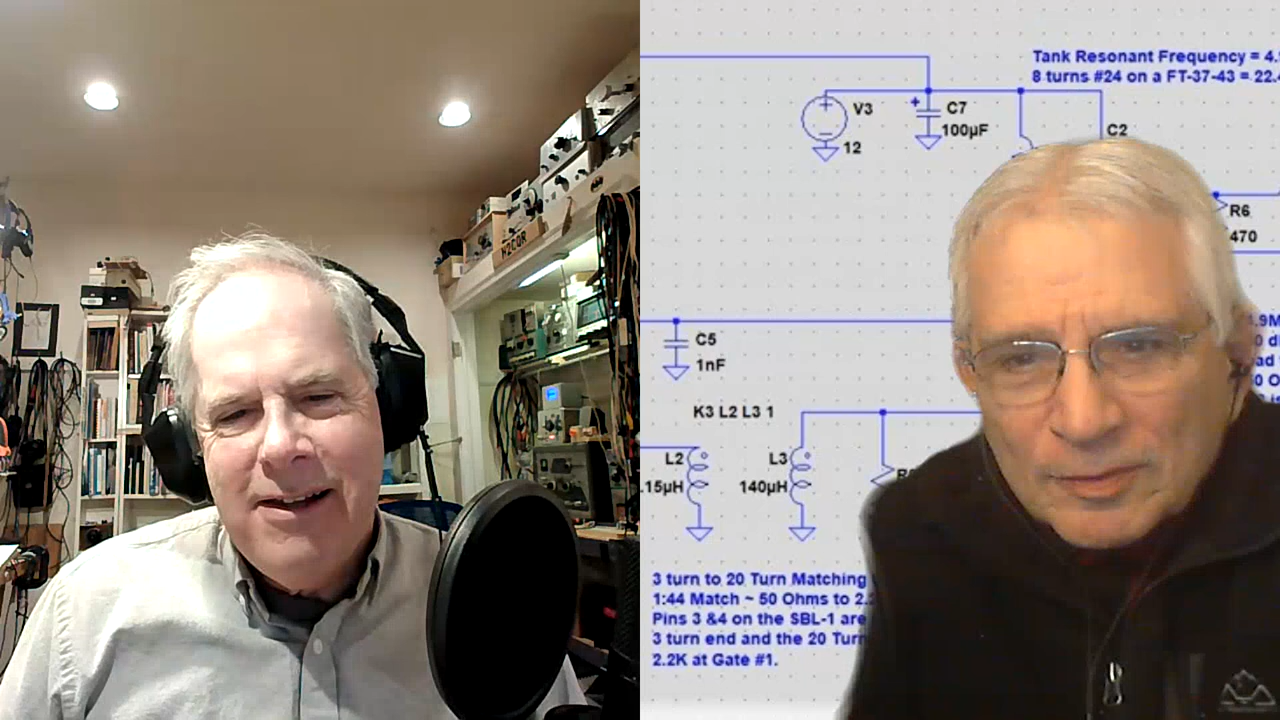 N2CQR
Tank Resonant Frequency = 4.
8 turns #24 on a FT-37-43 = 22.
V3
12
C7
100µF
C2
R6
470
C5
1nF
K3 L2 L3 1
L2
.15µH
L3
140µH
3 turn to 20 Turn Matching
1:44 Match ~ 50 Ohms to 2.2
Pins 3 &4 on the SBL-1 are
3 turn end and the 20 Turn
2.2K at Gate #1.